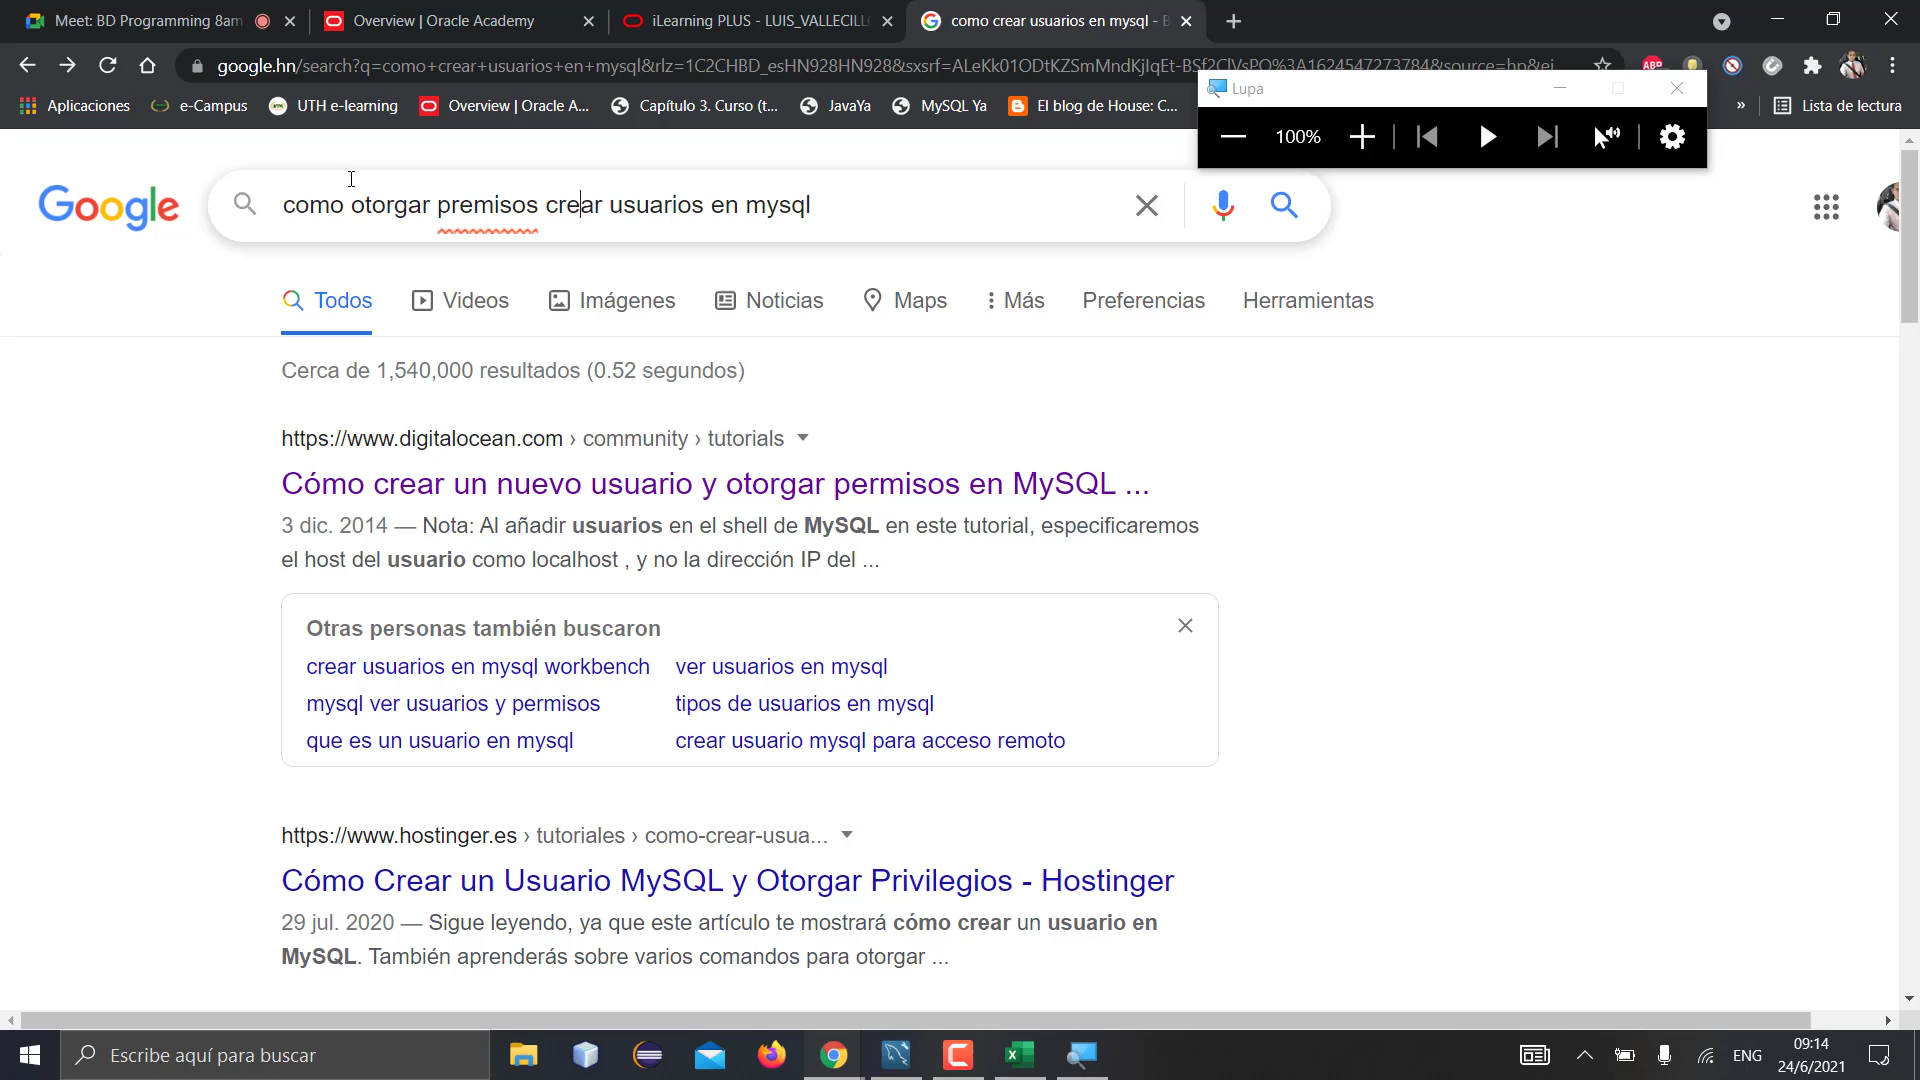 Meet: BD Programming 8am
Overview | Oracle Academy
iLearning PLUS - LUIS_VALLECILL
como crear usuarios en mysql - B
google.hn/search?q=como+crear+usuarios+en+mysql&rlz=1C2CHBD_esHN928HN928&sxsrf=ALeKk01ODtKZSmMndKjIqEt-BSf2ClVsPQ%3A1624547273784&source=hp&ei
ABP
Aplicaciones
e-Campus
UTH e-learning
Overview | Oracle A...
Capítulo 3. Curso (t...
JavaYa
MySQL Ya
El blog de House: C...
»
Lista de lectura
Lupa
100%
Google
como otorgar premisos crear usuarios en mysql
Todos
Videos
Imágenes
Noticias
Maps
Más
Preferencias
Herramientas
Cerca de 1,540,000 resultados (0.52 segundos)
https://www.digitalocean.com › community › tutorials
Cómo crear un nuevo usuario y otorgar permisos en MySQL ...
3 dic. 2014 — Nota: Al añadir usuarios en el shell de MySQL en este tutorial, especificaremos
el host del usuario como localhost , y no la dirección IP del ...
Otras personas también buscaron
crear usuarios en mysql workbench
ver usuarios en mysql
mysql ver usuarios y permisos
tipos de usuarios en mysql
que es un usuario en mysql
crear usuario mysql para acceso remoto
https://www.hostinger.es › tutoriales › como-crear-usua...
Cómo Crear un Usuario MySQL y Otorgar Privilegios - Hostinger
29 jul. 2020 — Sigue leyendo, ya que este artículo te mostrará cómo crear un usuario en
MySQL. También aprenderás sobre varios comandos para otorgar ...
Escribe aquí para buscar
ENG
09:14
24/6/2021